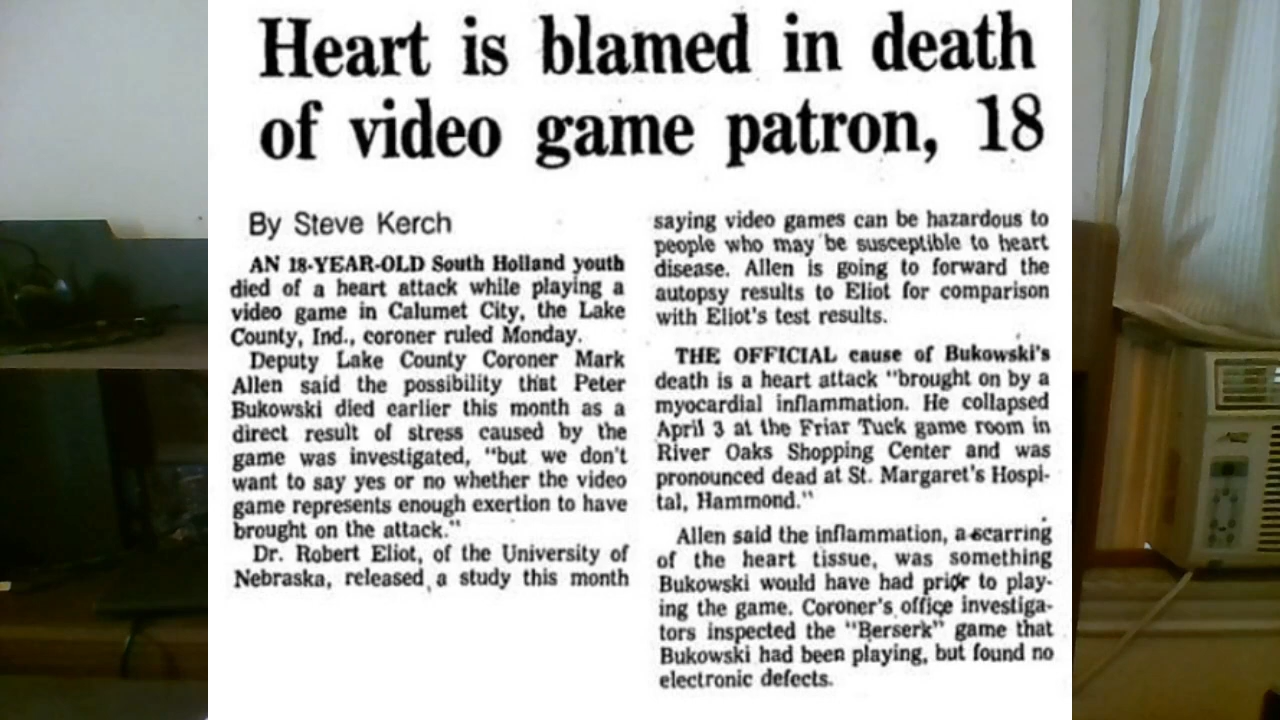 Heart is blamed in death
of video game patron, 18
By Steve Kerch
AN 18-YEAR-OLD South Holland youth
died of a heart attack while playing a
video game in Calumet City, the Lake
County, Ind., coroner ruled Monday.
Deputy Lake County Coroner Mark
Allen said the possibility that Peter
Bukowski died earlier this month as a
direct result of stress caused by the
game was investigated, "but we don't
want to say yes or no whether the video
game represents enough exertion to have
brought on the attack."
Dr. Robert Eliot, of the University of
Nebraska, released a study this month
saying video games can be hazardous to
people who may be susceptible to heart
disease. Allen is going to forward the
autopsy results to Eliot for comparison
with Eliot's test results.
THE OFFICIAL cause of Bukowski's
death is a heart attack "brought on by a
myocardial inflammation. He collapsed
April 3 at the Friar Tuck game room in
River Oaks Shopping Center and was
pronounced dead at St. Margaret's Hospi-
tal, Hammond."
Allen said the inflammation, a scarring
of the heart tissue, was something
Bukowski would have had prior to play-
ing the game. Coroner's office investiga-
tors inspected the "Berserk" game that
Bukowski had been playing, but found no
electronic defects.